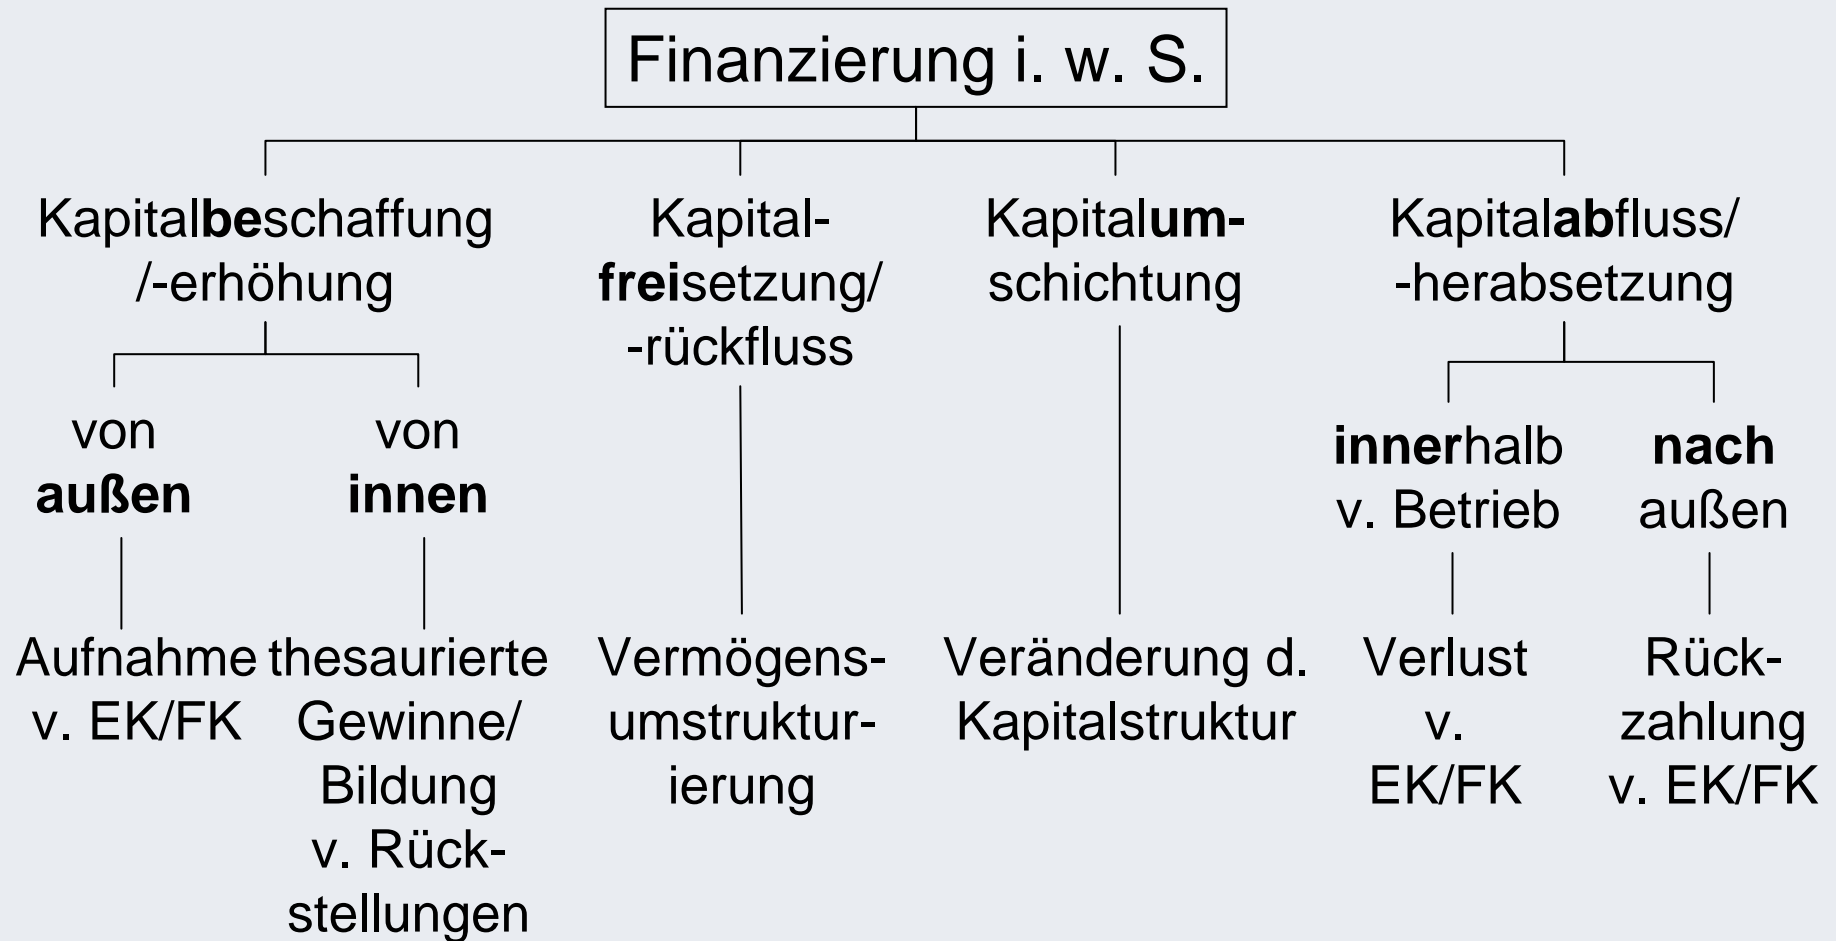 Finanzierung i. w. S.
Kapitalbeschaffung
/-erhöhung
Kapital-
freisetzung/
-rückfluss
Kapitalum-
schichtung
Kapitalabfluss/
-herabsetzung
von
außen
von
innen
innerhalb
v. Betrieb
nach
außen
Aufnahme
v. EK/FK
thesaurierte
Gewinne/
Bildung
v. Rück-
stellungen
Vermögens-
umstruktur-
ierung
Veränderung d.
Kapitalstruktur
Verlust
v.
EK/FK
Rück-
zahlung
v. EK/FK